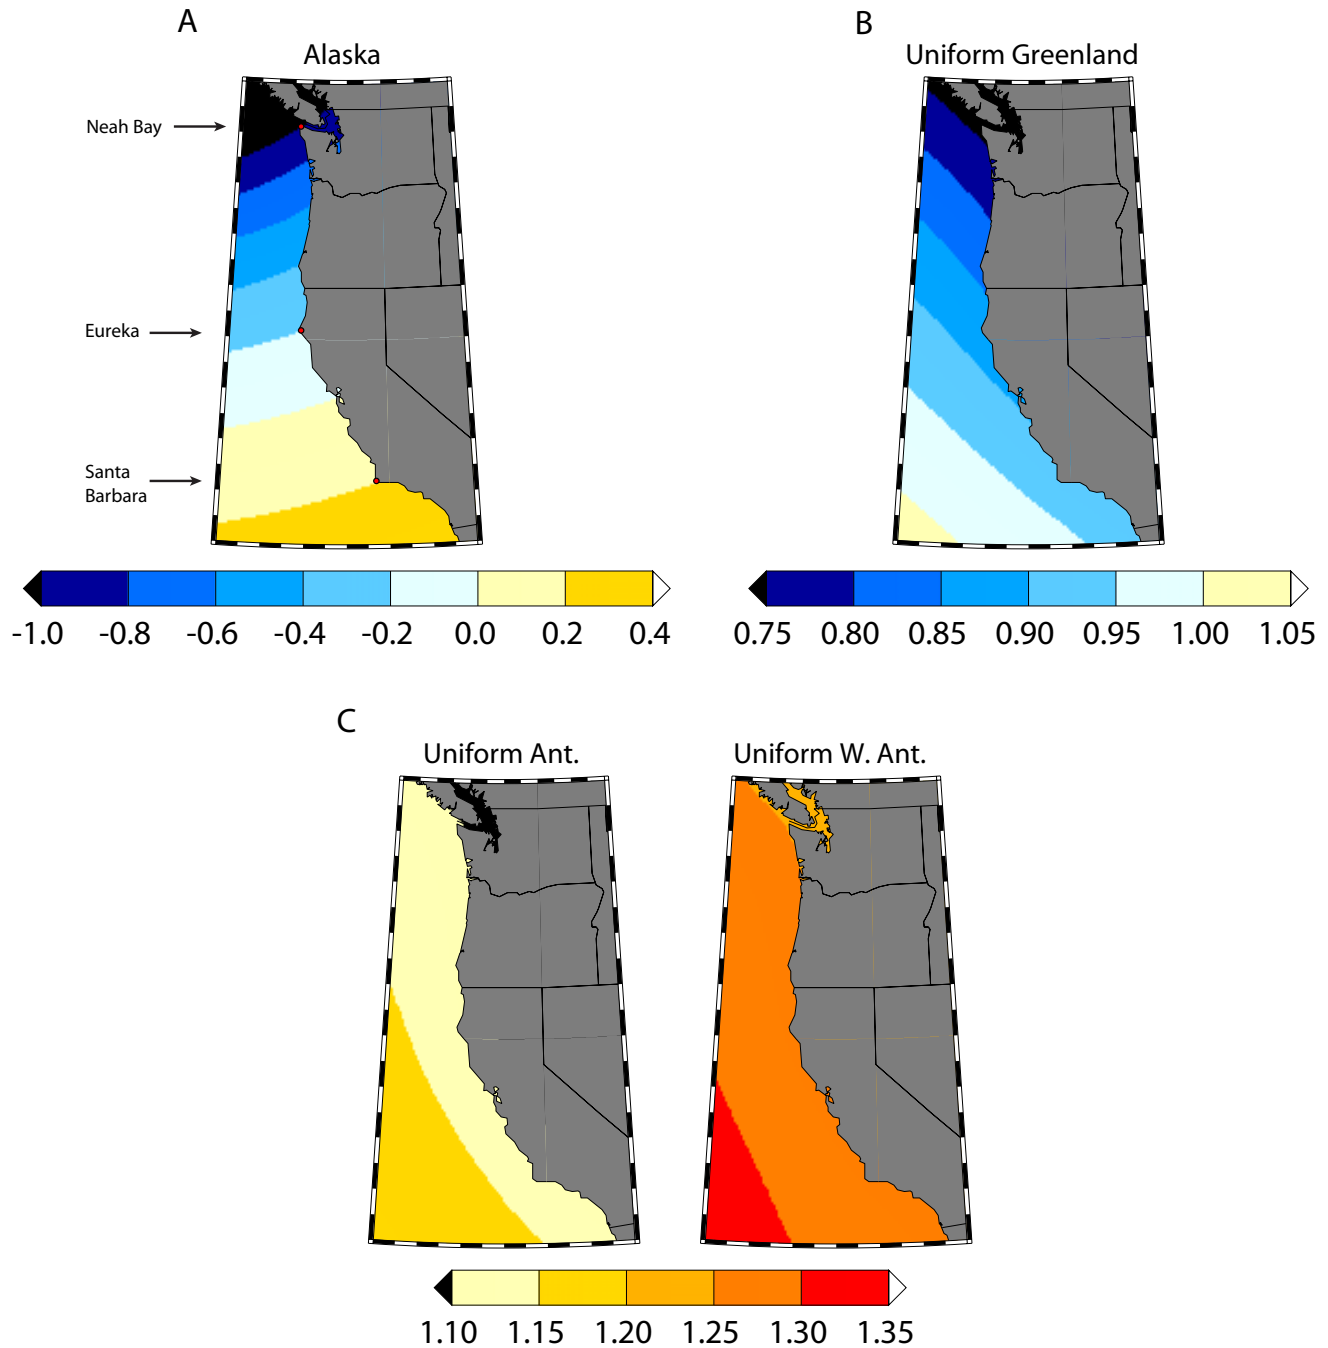 A
B
Alaska
Uniform Greenland
Neah Bay
Eureka
Santa
Barbara
-1.0 -0.8 -0.6 -0.4 -0.2 0.0 0.2 0.4
0.75 0.80 0.85 0.90 0.95 1.00 1.05
C
Uniform Ant.
Uniform W. Ant.
1.10 1.15 1.20 1.25 1.30 1.35